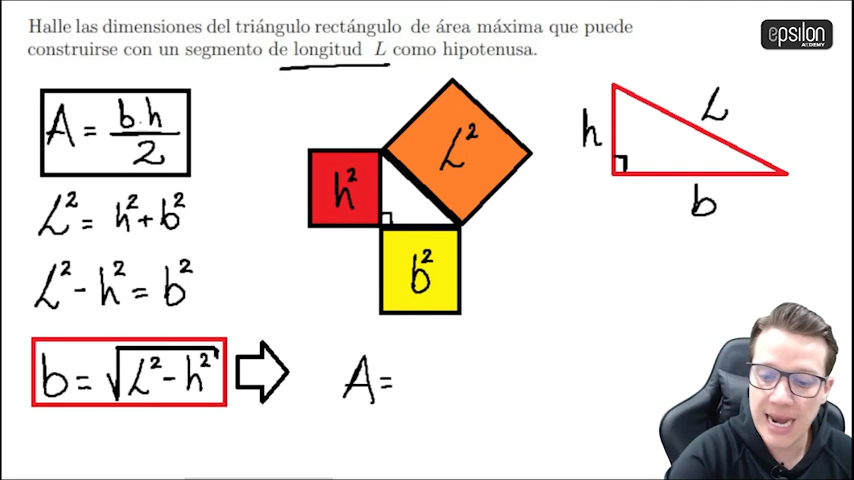 Halle las dimensiones del triángulo rectángulo de área máxima que puede
construirse con un segmento de longitud L como hipotenusa.
epsilon
ACADEMY
A = b.h/2
L² = h² + b²
L² - h² = b²
b = √(L² - h²)
A =
h²
L²
b²
h
L
b